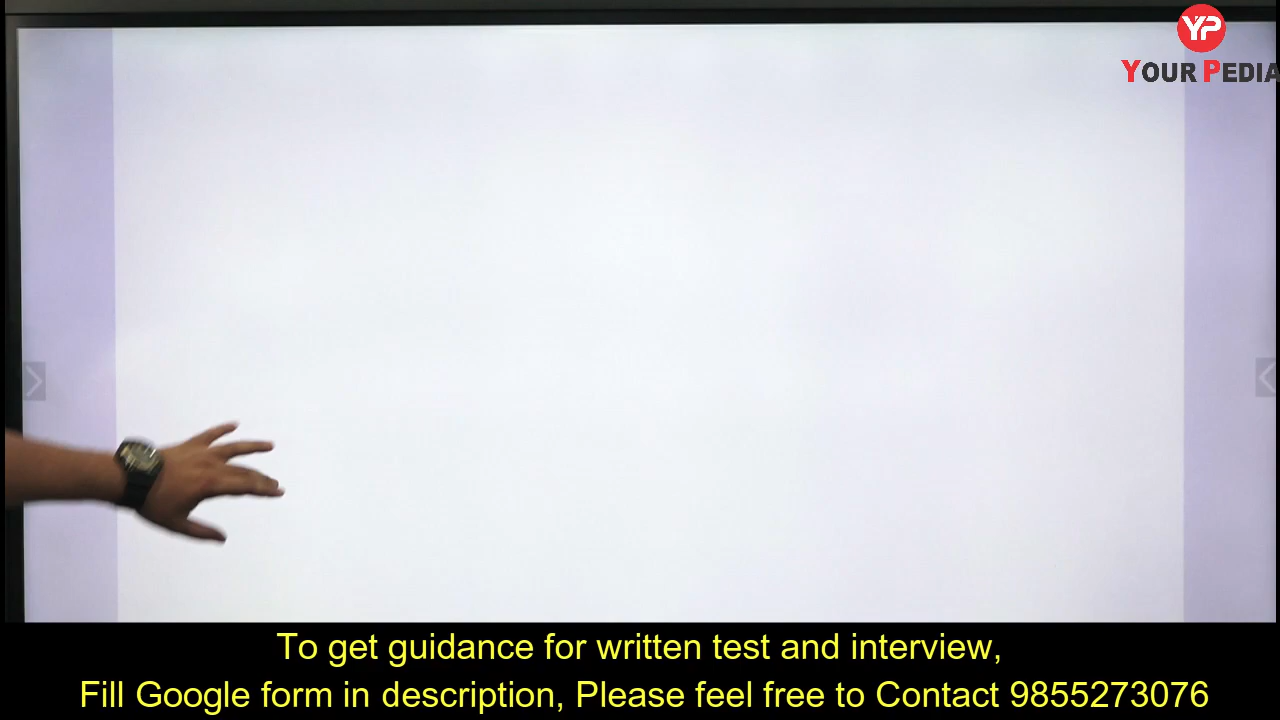 YP
YOUR PEDIA
To get guidance for written test and interview,
Fill Google form in description, Please feel free to Contact 9855273076